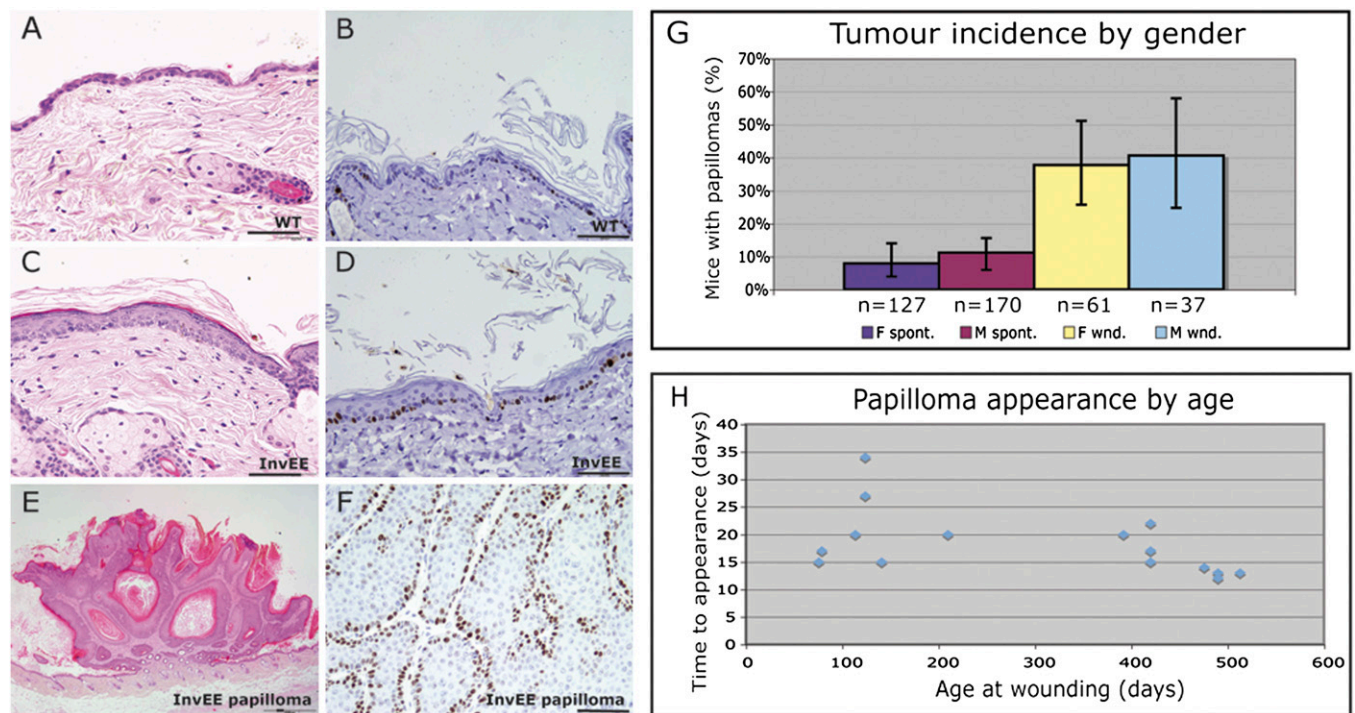 A
WT
B
WT
C
InvEE
D
InvEE
E
InvEE papilloma
F
InvEE papilloma
G
Tumour incidence by gender
Mice with papillomas (%)
70%
60%
50%
40%
30%
20%
10%
0%
n=127 n=170 n=61 n=37
F spont. M spont. F wnd. M wnd.
H
Papilloma appearance by age
Time to appearance (days)
40
35
30
25
20
15
10
5
0
0 100 200 300 400 500 600
Age at wounding (days)